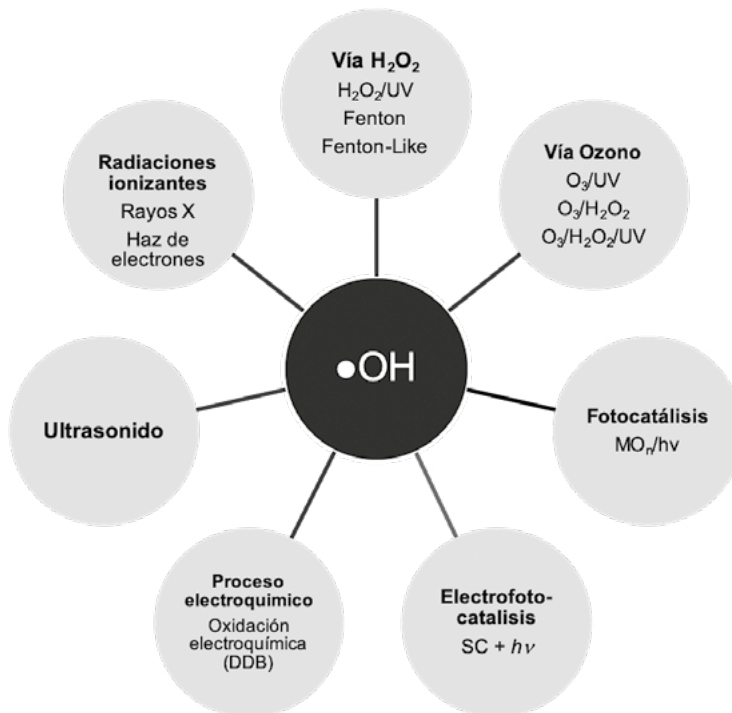 Vía H₂O₂
H₂O₂/UV
Fenton
Fenton-Like
Vía Ozono
O₃/UV
O₃/H₂O₂
O₃/H₂O₂/UV
Fotocatálisis
MOₙ/hν
Electrofoto-
catalisis
SC + hν
Proceso
electroquimico
Oxidación
electroquímica
(DDB)
Ultrasonido
Radiaciones
ionizantes
Rayos X
Haz de
electrones
●OH